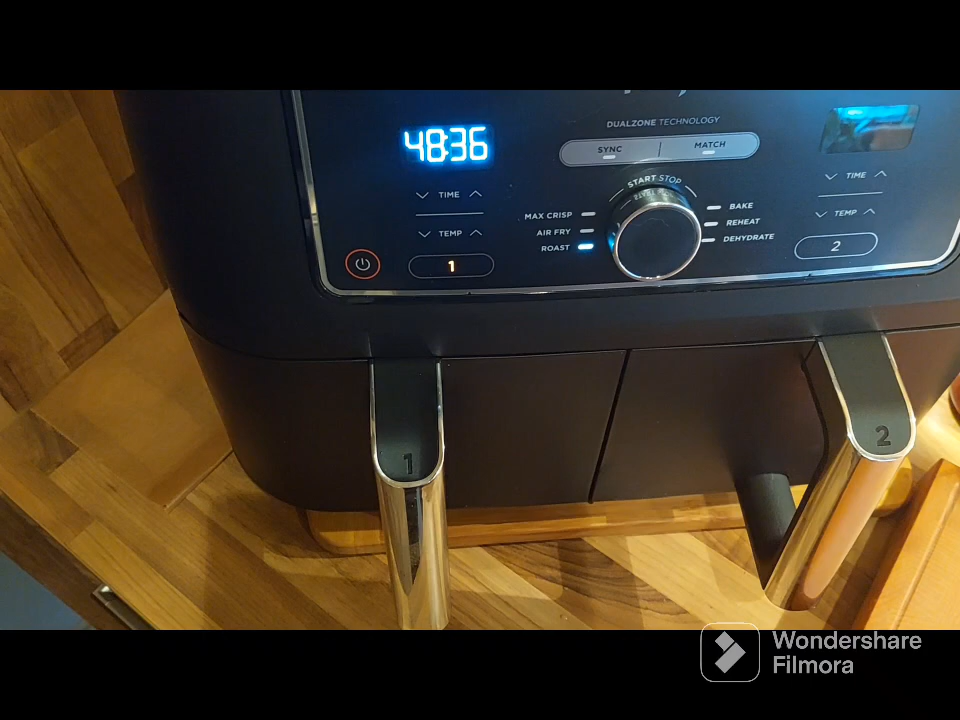 DUALZONE TECHNOLOGY
48:36
SYNC
MATCH
TIME
TIME
START STOP
TEMP
TEMP
MAX CRISP
BAKE
AIR FRY
REHEAT
ROAST
DEHYDRATE
1
2
1
2
Wondershare
Filmora